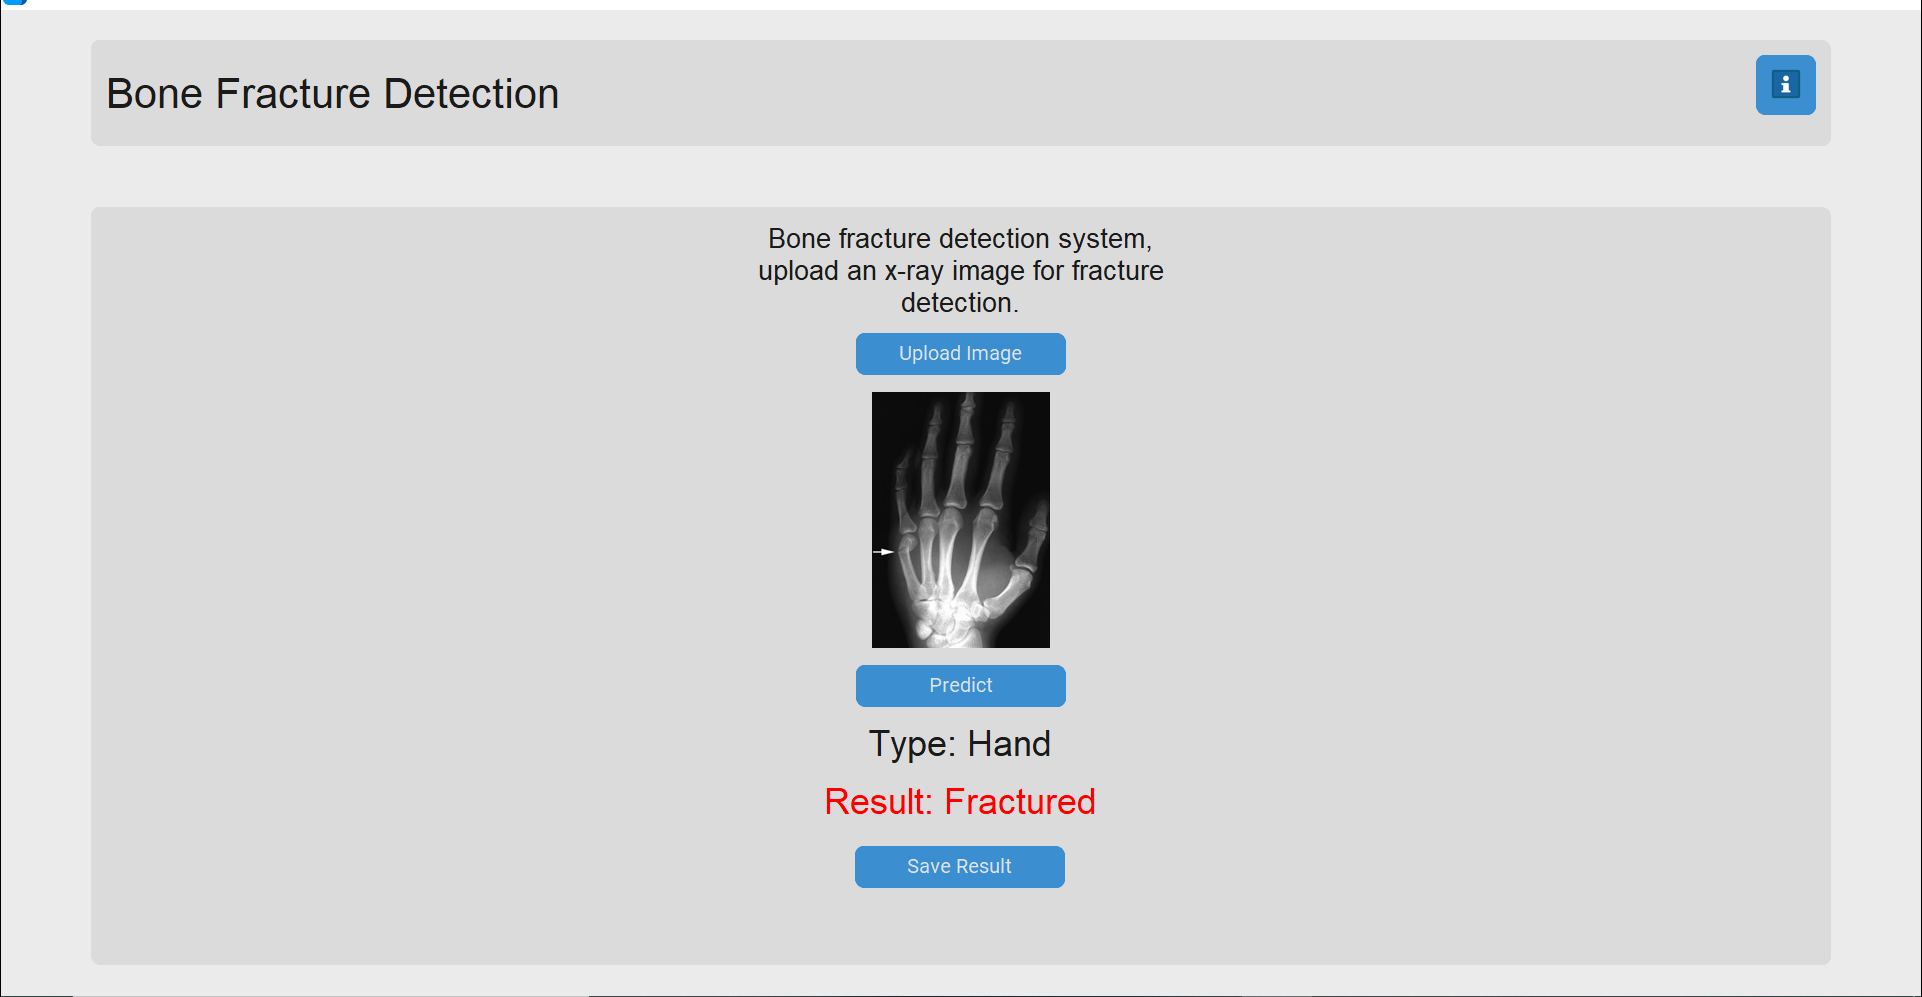 Bone Fracture Detection
Bone fracture detection system,
upload an x-ray image for fracture
detection.
Upload Image
Predict
Type: Hand
Result: Fractured
Save Result